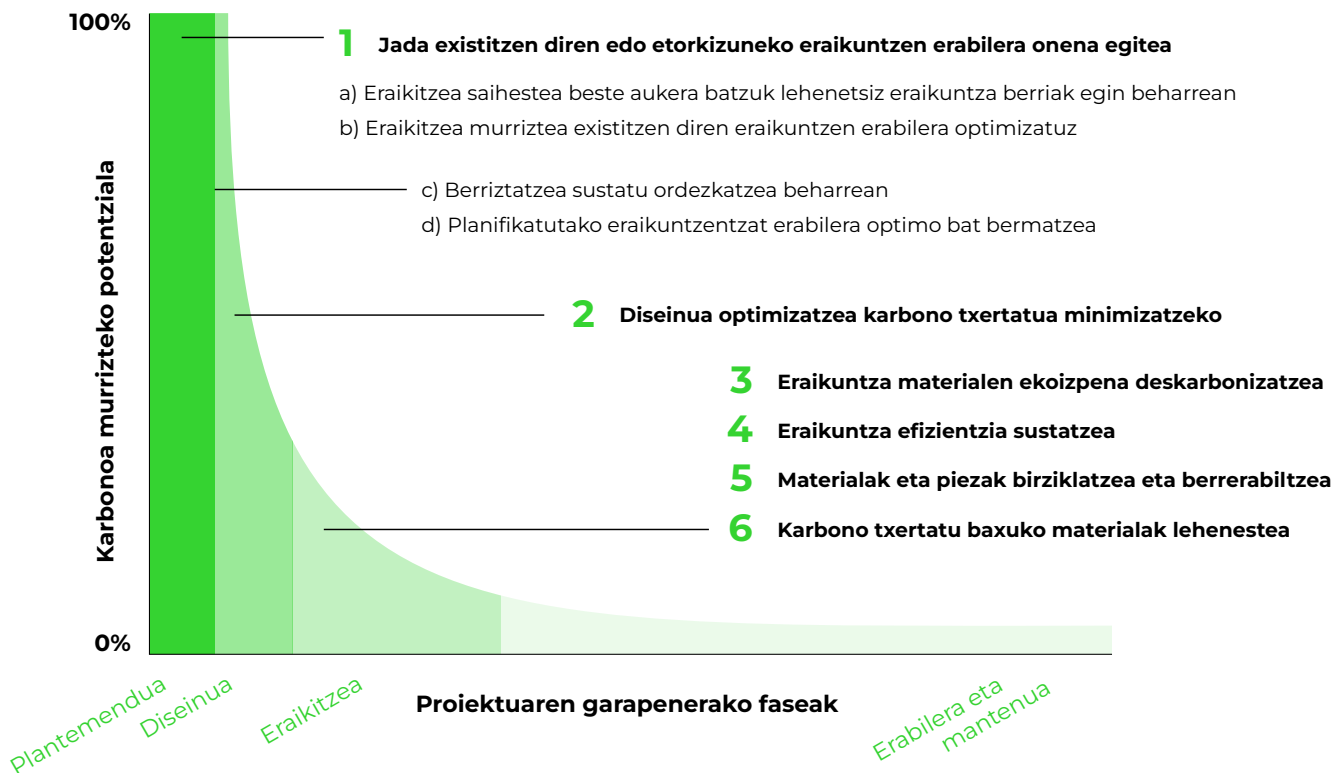 100%
1 Jada existitzen diren edo etorkizuneko eraikuntzen erabilera onena egitea
a) Eraikitzea saihestea beste aukera batzuk lehenetsiz eraikuntza berriak egin beharrean
b) Eraikitzea murriztea existitzen diren eraikuntzen erabilera optimizatuz
c) Berriztatzea sustatu ordezkatzea beharrean
d) Planifikatutako eraikuntzentzat erabilera optimo bat bermatzea
Karbonoa murrizteko potentziala
2 Diseinua optimizatzea karbono txertatua minimizatzeko
3 Eraikuntza materialen ekoizpena deskarbonizatzea
4 Eraikuntza efizientzia sustatzea
5 Materialak eta piezak birziklatzea eta berrerabiltzea
6 Karbono txertatu baxuko materialak lehenestea
0%
Plantemendua
Diseinua
Eraikitzea
Proiektuaren garapenerako faseak
Erabilera eta
mantenua